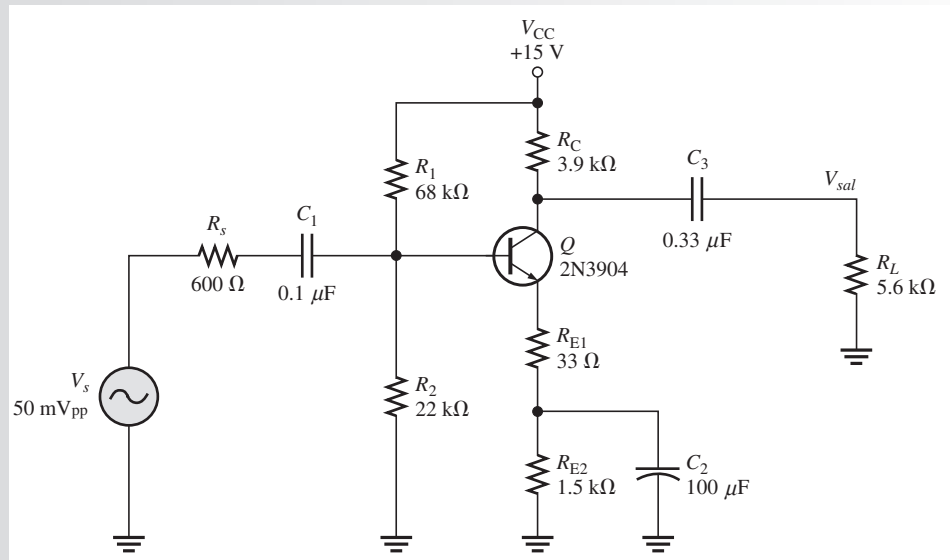 V_CC
+15 V
R_C
3.9 kΩ
C_3
V_sal
R_1
68 kΩ
R_s
C_1
Q
2N3904
0.33 μF
R_L
5.6 kΩ
600 Ω
0.1 μF
R_E1
33 Ω
V_s
50 mVpp
R_2
22 kΩ
R_E2
1.5 kΩ
C_2
100 μF